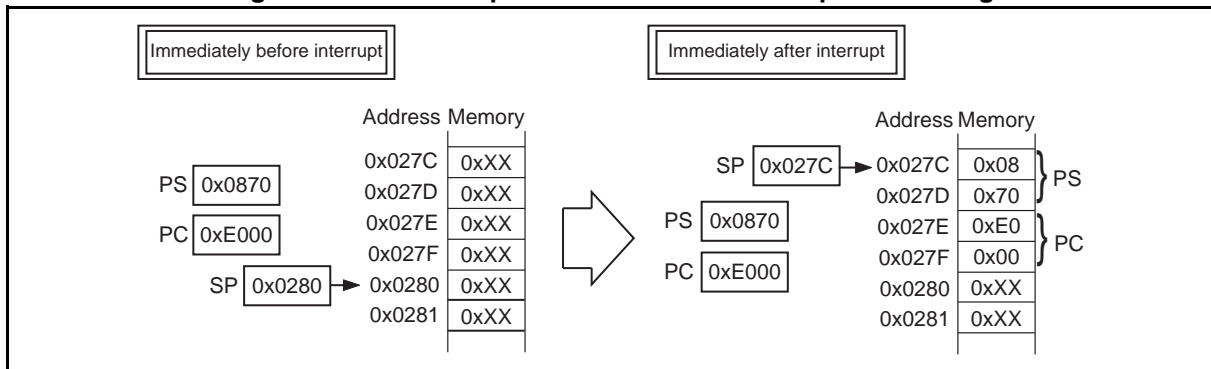 Immediately before interrupt
Address Memory
0x027C 0xXX
0x027D 0xXX
0x027E 0xXX
0x027F 0xXX
0x0280 0xXX
0x0281 0xXX
PS 0x0870
PC 0xE000
SP 0x0280
Immediately after interrupt
Address Memory
SP 0x027C
0x027C 0x08
0x027D 0x70
0x027E 0xE0
0x027F 0x00
0x0280 0xXX
0x0281 0xXX
PS
PC
PS 0x0870
PC 0xE000